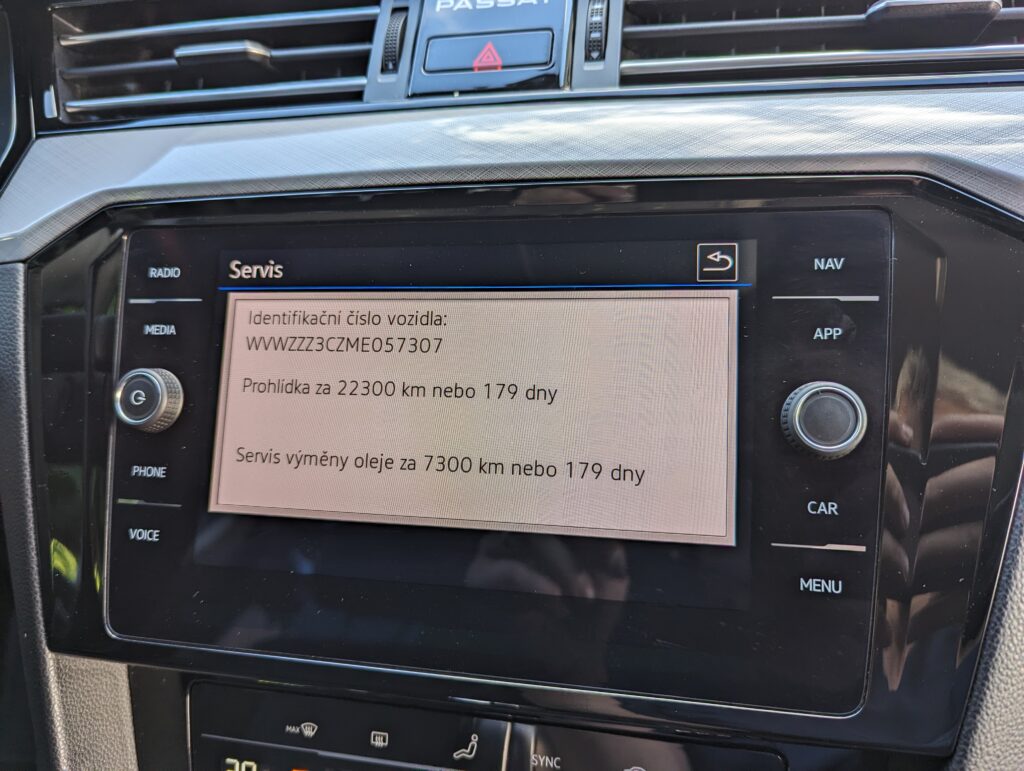 PASSAT
RADIO
MEDIA
PHONE
VOICE
Servis
Identifikační číslo vozidla:
WVWZZZ3CZME057307
Prohlídka za 22300 km nebo 179 dny
Servis výměny oleje za 7300 km nebo 179 dny
NAV
APP
CAR
MENU
MAX
SYNC